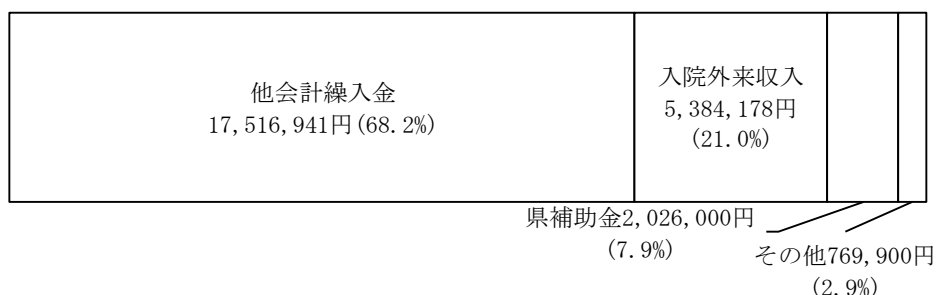 他会計繰入金
17,516,941円(68.2%)
入院外来収入
5,384,178円
(21.0%)
県補助金2,026,000円
(7.9%)
その他769,900円
(2.9%)